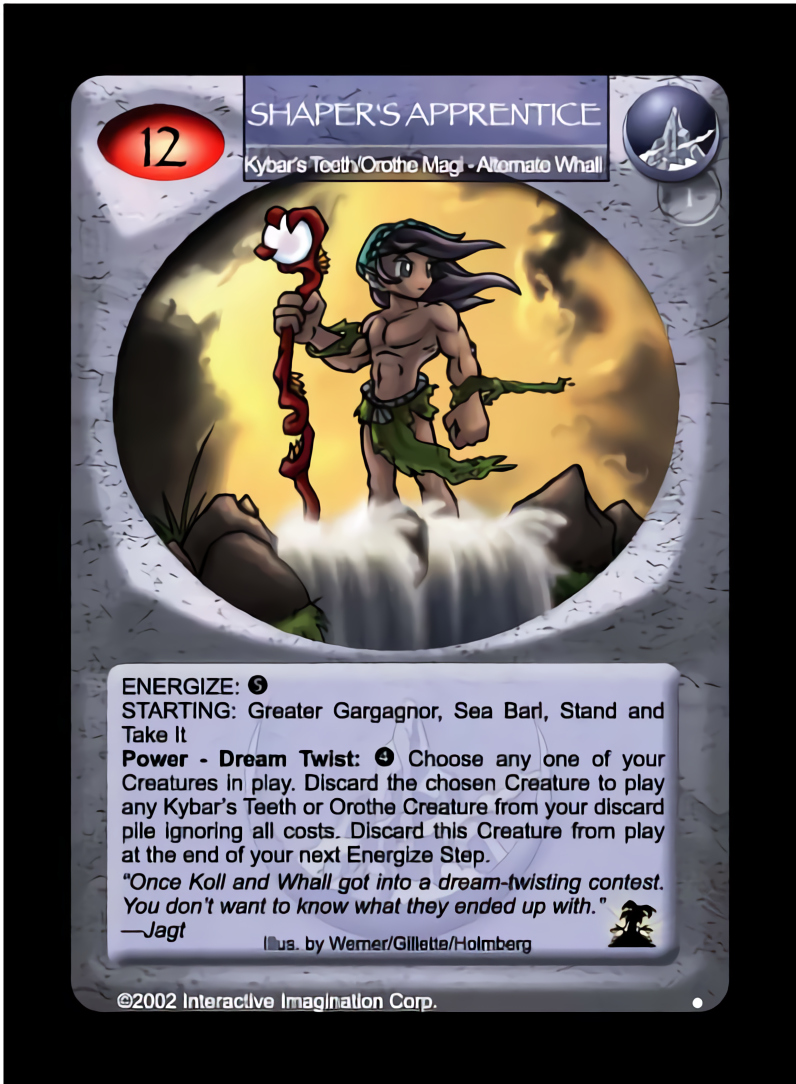 12
SHAPER'S APPRENTICE
Kybar's Teeth/Orothe Magi - Alternate Whall
ENERGIZE: 5
STARTING: Greater Gargagnor, Sea Barl, Stand and
Take It
Power - Dream Twist: 4 Choose any one of your
Creatures in play. Discard the chosen Creature to play
any Kybar's Teeth or Orothe Creature from your discard
pile ignoring all costs. Discard this Creature from play
at the end of your next Energize Step.
"Once Koll and Whall got into a dream-twisting contest.
You don't want to know what they ended up with."
—Jagt
Illus. by Werner/Gillette/Holmberg
©2002 Interactive Imagination Corp.